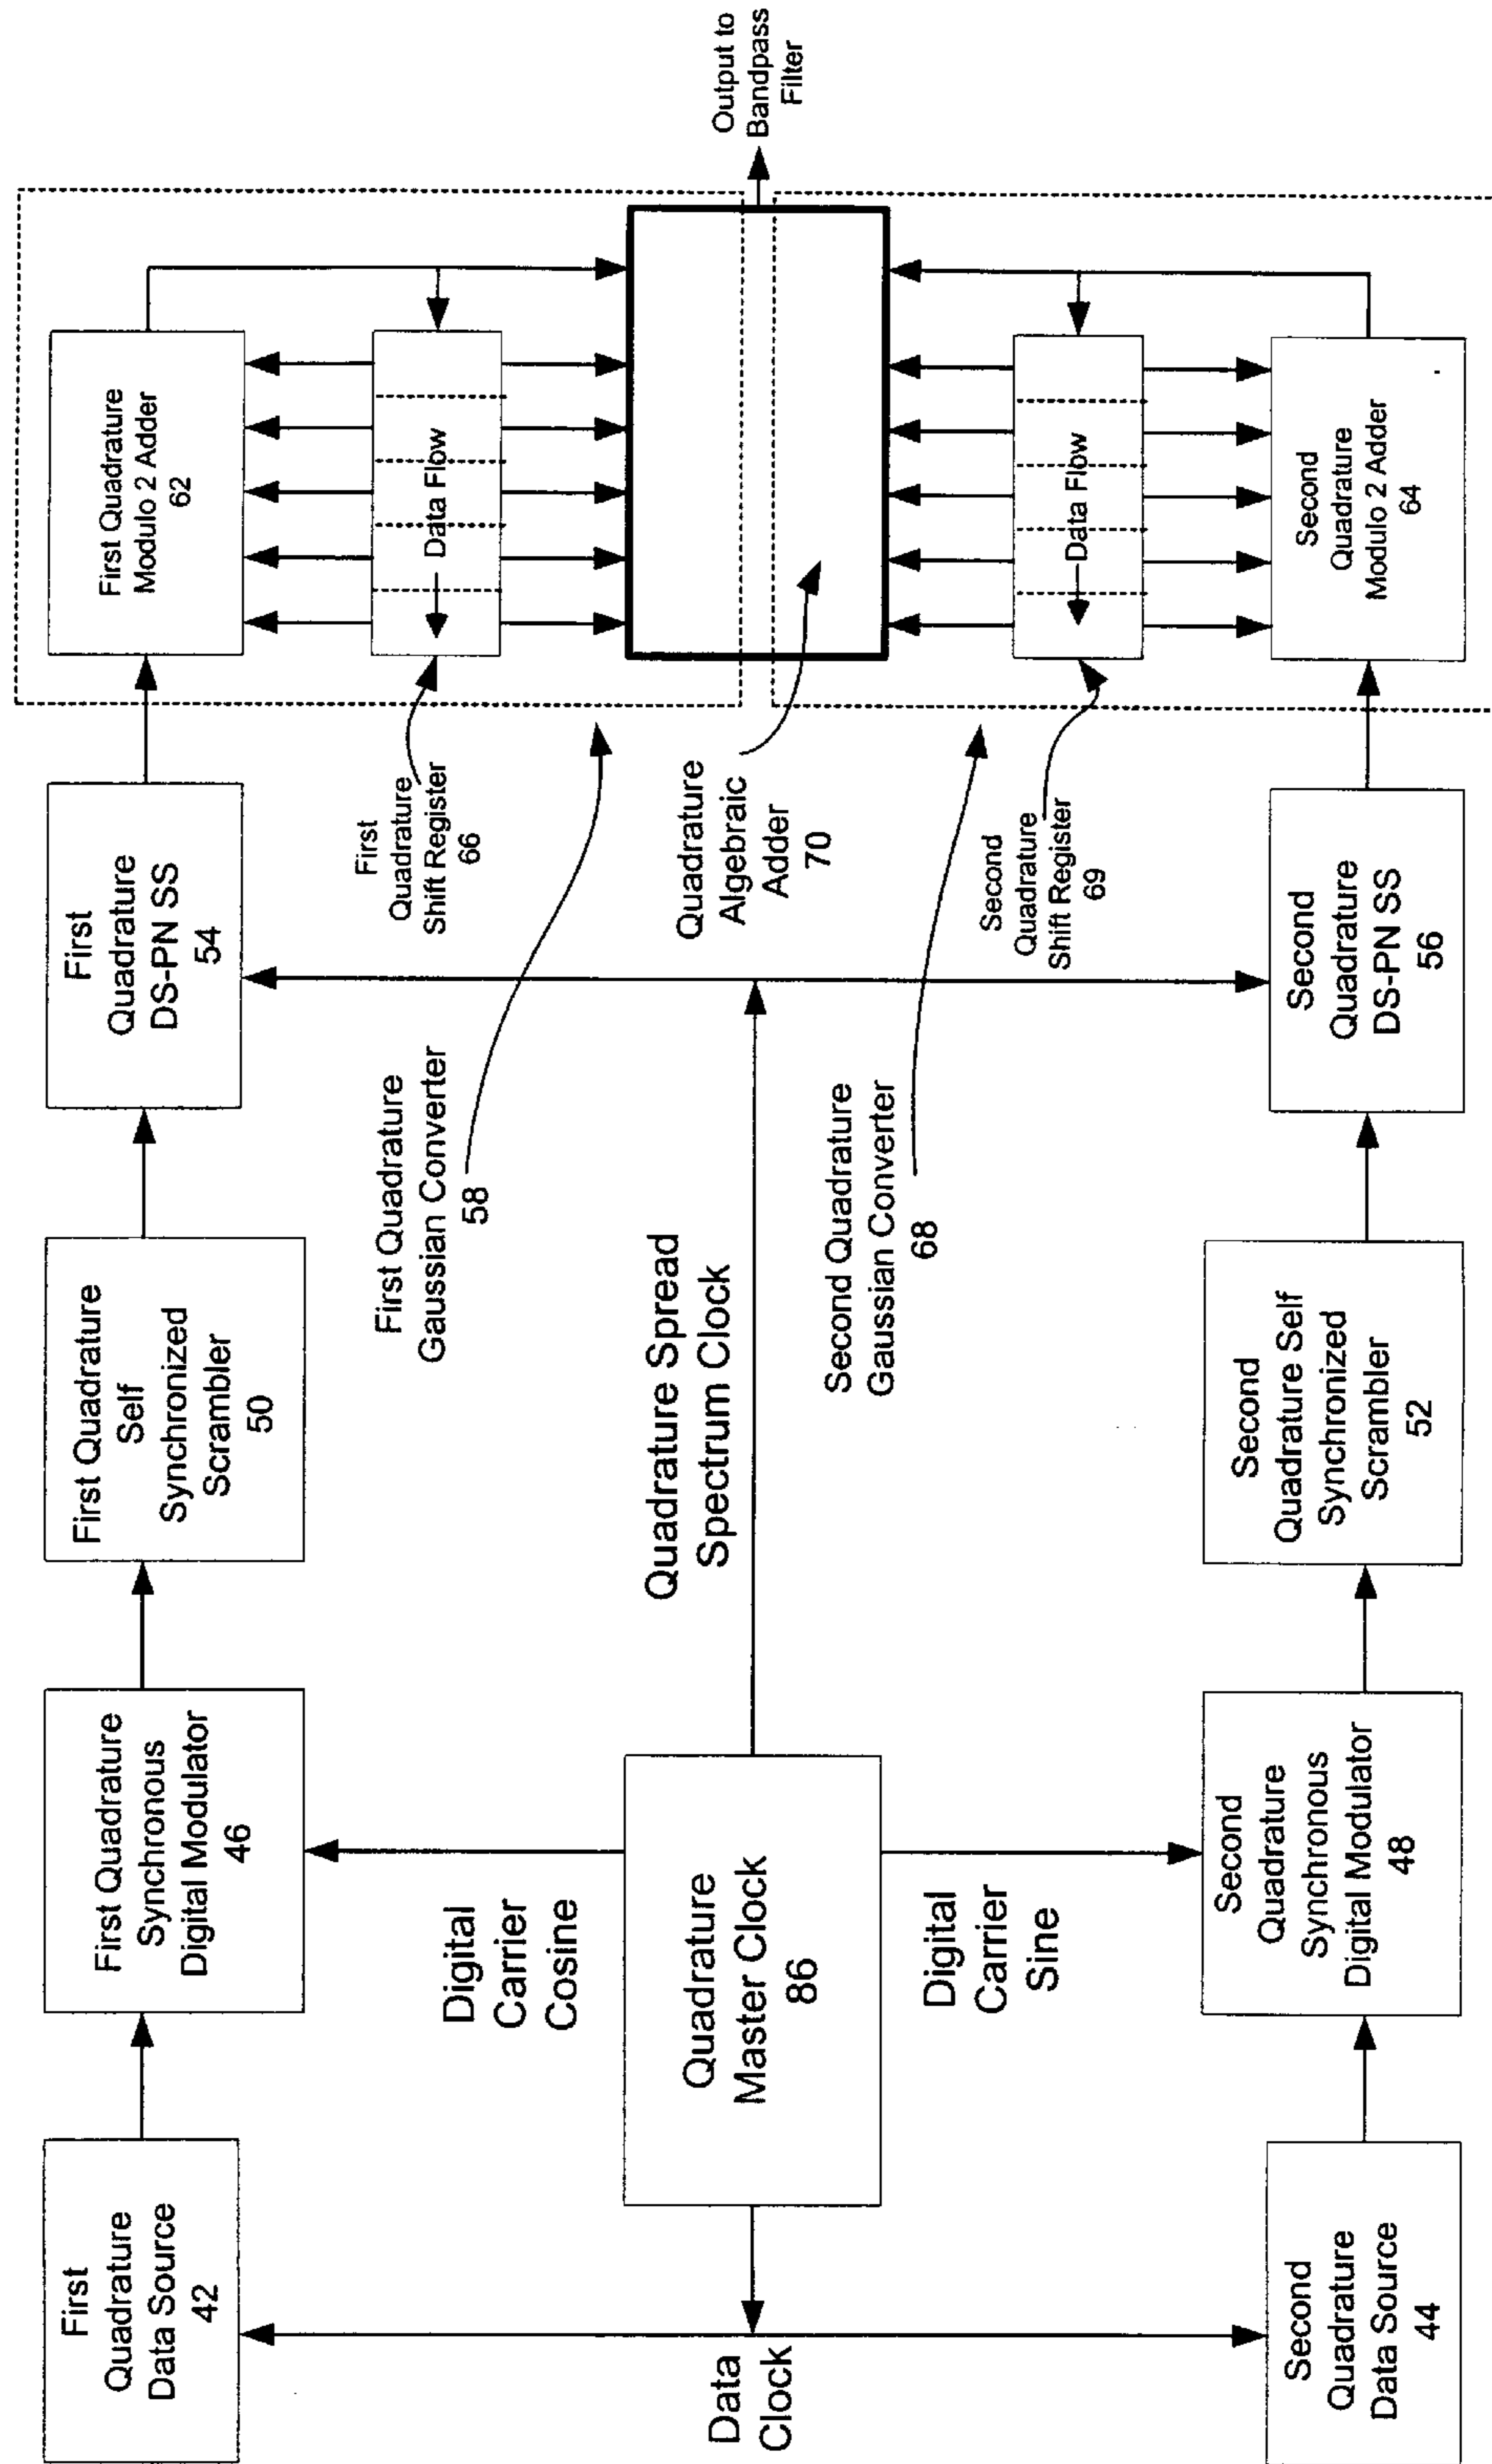 First
Quadrature
Data Source
42
First Quadrature
Synchronous
Digital Modulator
46
First Quadrature
Self
Synchronized
Scrambler
50
First
Quadrature
DS-PN SS
54
First Quadrature
Modulo 2 Adder
62
Data Flow
First
Quadrature
Shift Register
66
First Quadrature
Gaussian Converter
58
Digital
Carrier
Cosine
Data
Clock
Quadrature
Master Clock
86
Quadrature Spread
Spectrum Clock
Quadrature
Algebraic
Adder
70
Output to
Bandpass
Filter
Digital
Carrier
Sine
Second Quadrature
Gaussian Converter
68
Second
Quadrature
Shift Register
69
Data Flow
Second
Quadrature
Data Source
44
Second
Quadrature
Synchronous
Digital Modulator
48
Second
Quadrature Self
Synchronized
Scrambler
52
Second
Quadrature
DS-PN SS
56
Second
Quadrature
Modulo 2 Adder
64